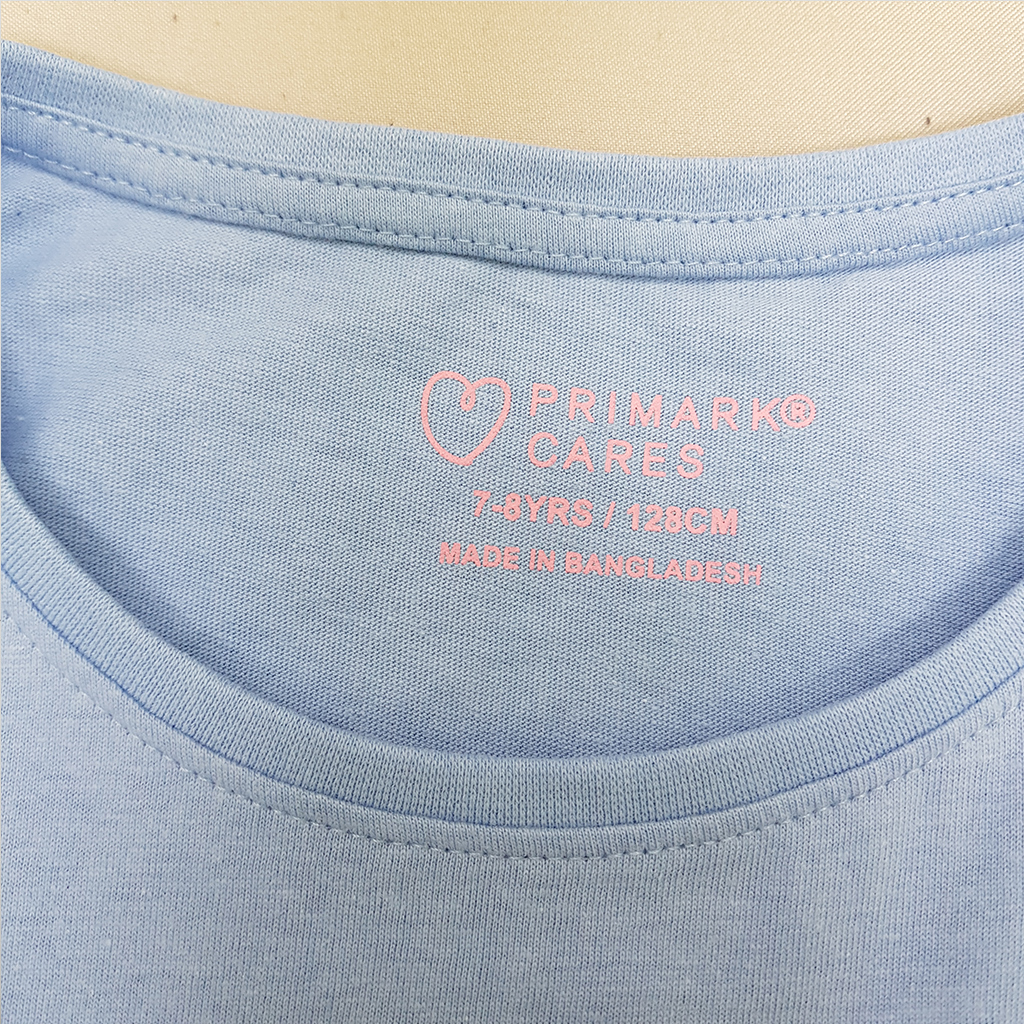 PRIMARK®
CARES
7-8YRS / 128CM
MADE IN BANGLADESH